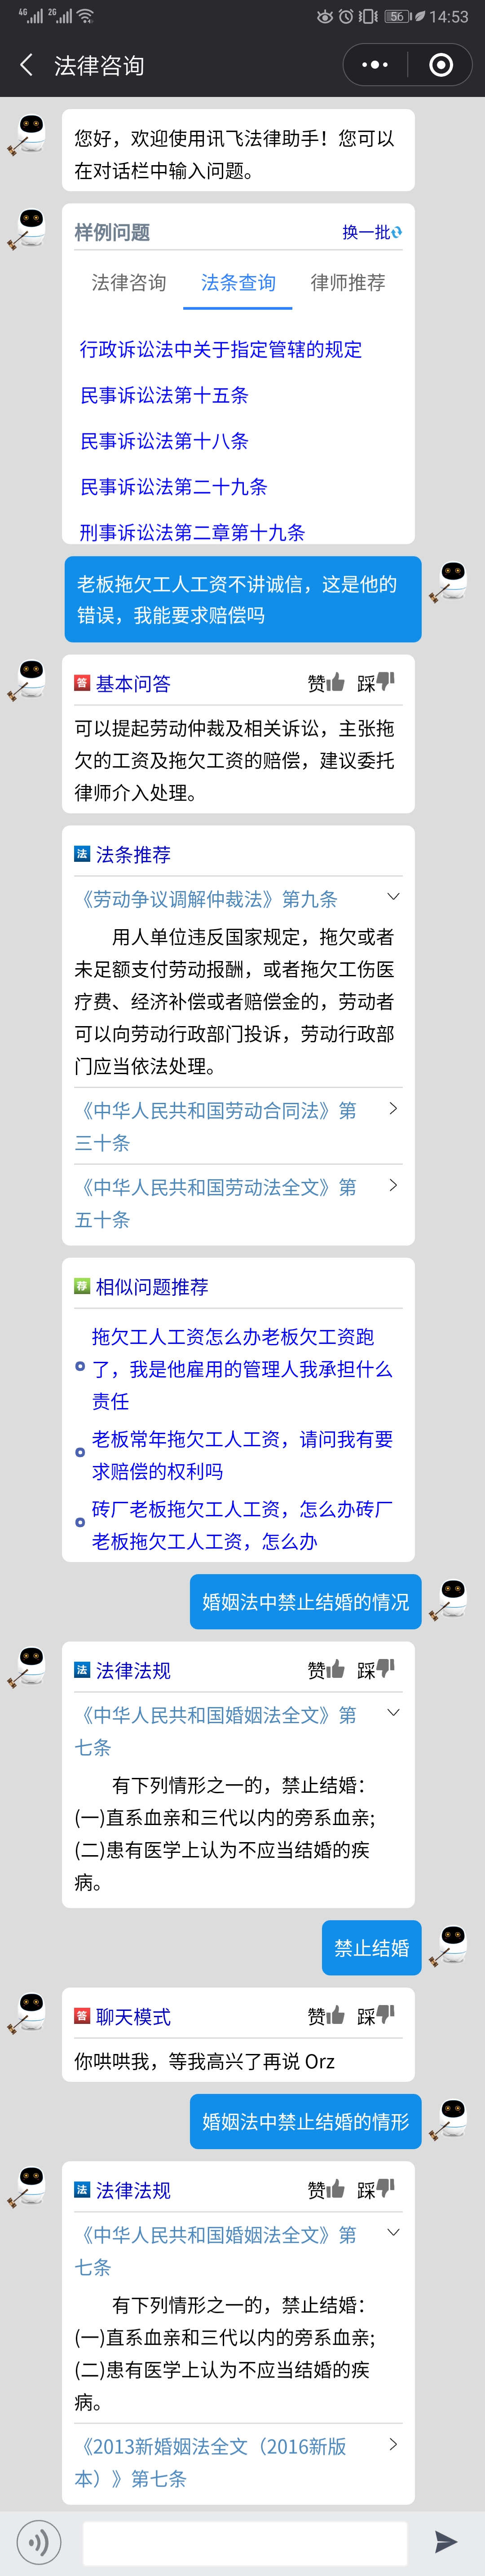 4G 2G 56 14:53
法律咨询
您好，欢迎使用讯飞法律助手！您可以
在对话栏中输入问题。
样例问题 换一批
法律咨询 法条查询 律师推荐
行政诉讼法中关于指定管辖的规定
民事诉讼法第十五条
民事诉讼法第十八条
民事诉讼法第二十九条
刑事诉讼法第二章第十九条
老板拖欠工人工资不讲诚信，这是他的
错误，我能要求赔偿吗
答 基本问答 赞 踩
可以提起劳动仲裁及相关诉讼，主张拖
欠的工资及拖欠工资的赔偿，建议委托
律师介入处理。
法 法条推荐
《劳动争议调解仲裁法》第九条
用人单位违反国家规定，拖欠或者
未足额支付劳动报酬，或者拖欠工伤医
疗费、经济补偿或者赔偿金的，劳动者
可以向劳动行政部门投诉，劳动行政部
门应当依法处理。
《中华人民共和国劳动合同法》第
三十条
《中华人民共和国劳动法全文》第
五十条
荐 相似问题推荐
拖欠工人工资怎么办老板欠工资跑
了，我是他雇用的管理人我承担什么
责任
老板常年拖欠工人工资，请问我有要
求赔偿的权利吗
砖厂老板拖欠工人工资，怎么办砖厂
老板拖欠工人工资，怎么办
婚姻法中禁止结婚的情况
法 法律法规 赞 踩
《中华人民共和国婚姻法全文》第
七条
有下列情形之一的，禁止结婚：
(一)直系血亲和三代以内的旁系血亲;
(二)患有医学上认为不应当结婚的疾
病。
禁止结婚
答 聊天模式 赞 踩
你哄哄我，等我高兴了再说 Orz
婚姻法中禁止结婚的情形
法 法律法规 赞 踩
《中华人民共和国婚姻法全文》第
七条
有下列情形之一的，禁止结婚：
(一)直系血亲和三代以内的旁系血亲;
(二)患有医学上认为不应当结婚的疾
病。
《2013新婚姻法全文（2016新版
本）》第七条